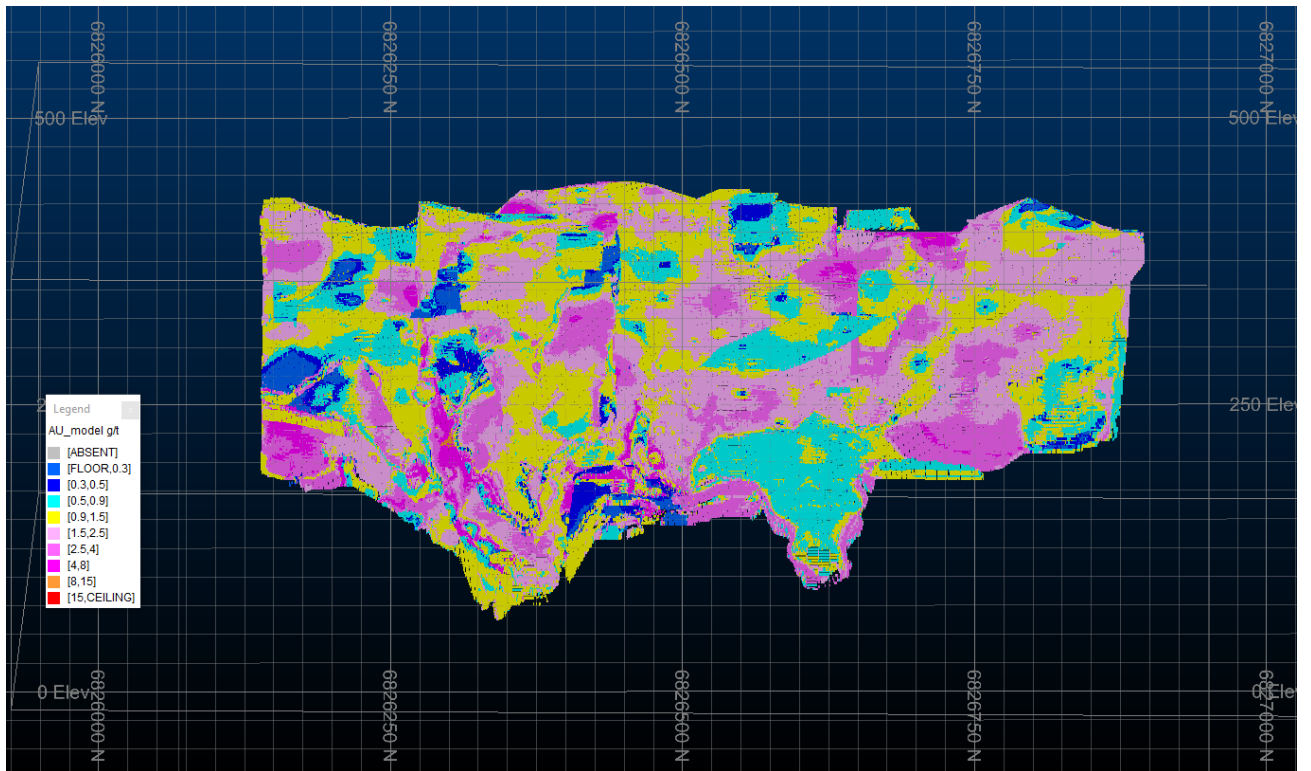 6826000 N
6826250 N
6826500 N
6826750 N
6827000 N
500 Elev
500 Elev
250 Elev
Legend
AU_model g/t
[ABSENT]
[FLOOR,0.3]
[0.3,0.5]
[0.5,0.9]
[0.9,1.5]
[1.5,2.5]
[2.5,4]
[4,8]
[8,15]
[15,CEILING]
0 Elev
0 Elev
6826000 N
6826250 N
6826500 N
6826750 N
6827000 N